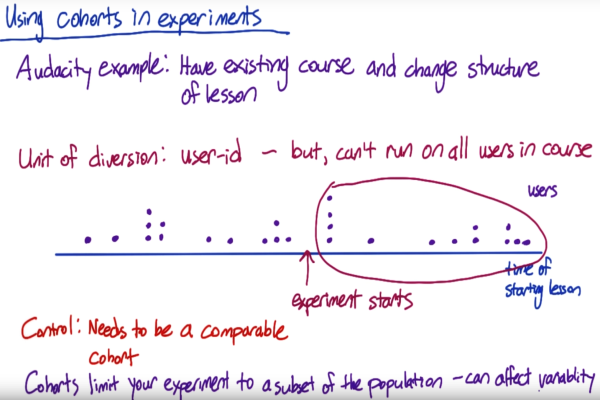 Using cohorts in experiments
Audacity example: Have existing course and change structure
of lesson
Unit of diversion: user-id - but, can't run on all users in course
users
experiment starts
time of
starting lesson
Control: Needs to be a comparable
cohort
Cohorts limit your experiment to a subset of the population - can affect variablity